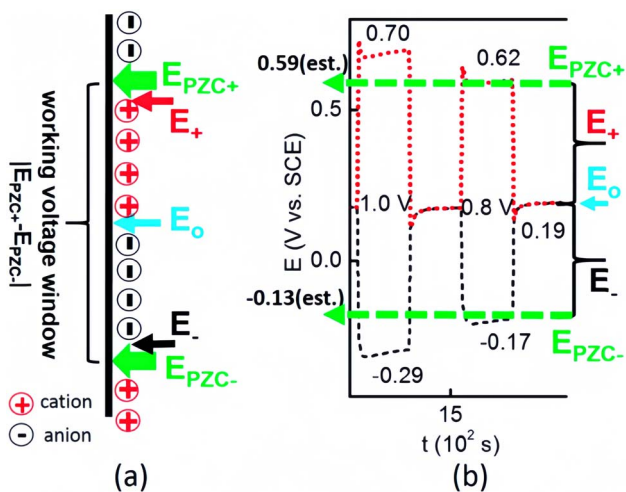 working voltage window
|E_PZC+-E_PZC-|
E_PZC+
E_+
E_o
E_-
E_PZC-
+ cation
- anion
(a)
0.70
0.62
0.59(est.)
E_PZC+
0.5
E_+
E (V vs. SCE)
1.0 V
0.8 V
E_o
0.19
0.0
-0.13(est.)
E_-
-0.17
E_PZC-
-0.29
15
t (10² s)
(b)